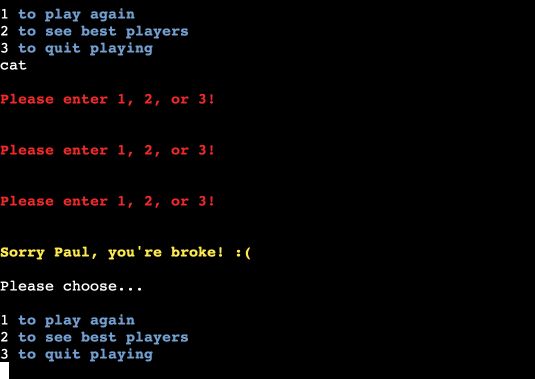 1 to play again
2 to see best players
3 to quit playing
cat
Please enter 1, 2, or 3!
Please enter 1, 2, or 3!
Please enter 1, 2, or 3!
Sorry Paul, you're broke! :(
Please choose...
1 to play again
2 to see best players
3 to quit playing